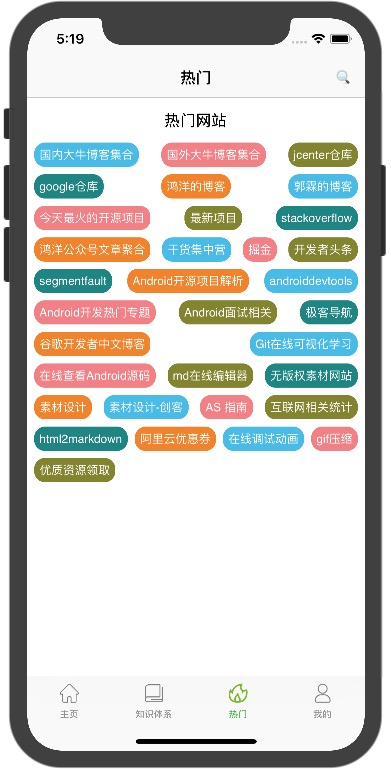 5:19
热门
热门网站
国内大牛博客集合 国外大牛博客集合 jcenter仓库
google仓库 鸿洋的博客 郭霖的博客
今天最火的开源项目 最新项目 stackoverflow
鸿洋公众号文章聚合 干货集中营 掘金 开发者头条
segmentfault Android开源项目解析 androiddevtools
Android开发热门专题 Android面试相关 极客导航
谷歌开发者中文博客 Git在线可视化学习
在线查看Android源码 md在线编辑器 无版权素材网站
素材设计 素材设计-创客 AS 指南 互联网相关统计
html2markdown 阿里云优惠券 在线调试动画 gif压缩
优质资源领取
主页 知识体系 热门 我的